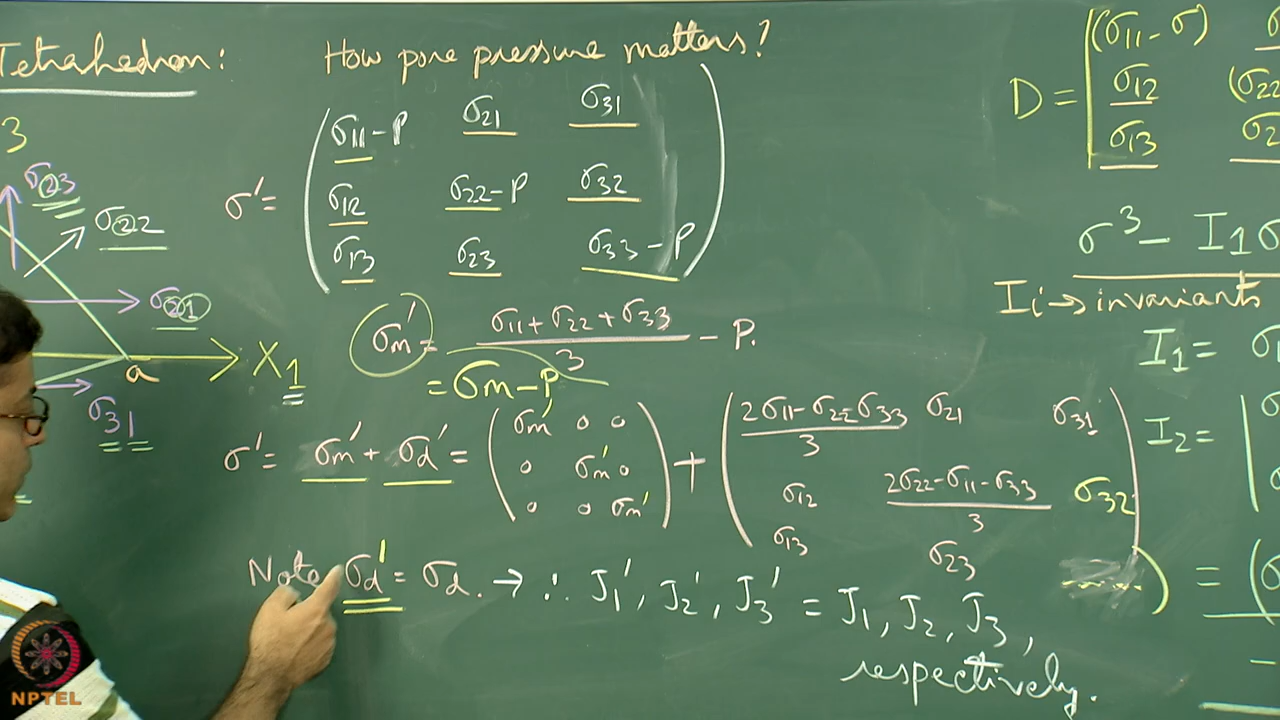 Tetrahedron:
3
σ23
σ22
σ21
X1
a
σ31
How pore pressure matters?
σ' = ( σ11-P σ21 σ31
σ12 σ22-P σ32
σ13 σ23 σ33-P )
σm' = (σ11+σ22+σ33)/3 - P.
= σm-P
σ' = σm' + σd' = ( σm' 0 0
0 σm' 0
0 0 σm' ) + ( (2σ11-σ22-σ33)/3 σ21 σ31
σ12 (2σ22-σ11-σ33)/3 σ32
σ13 σ23 )
Note σd' = σd. → ∴ J1', J2', J3' = J1, J2, J3,
respectively.
D = | (σ11-σ)
σ12 (σ22
σ13
σ³ - I1σ
Ii → invariants
I1 =
I2 =
= (σ
NPTEL